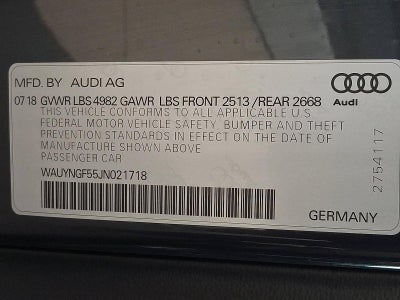 MFD. BY AUDI AG
07 18 GVWR LBS 4982 GAWR LBS FRONT 2513 / REAR 2668
THIS VEHICLE CONFORMS TO ALL APPLICABLE U S
FEDERAL MOTOR VEHICLE SAFETY, BUMPER AND THEFT
PREVENTION STANDARDS IN EFFECT ON THE DATE OF
MANUFACTURE SHOWN ABOVE
PASSENGER CAR
WAUYNGF55JN021718
Audi
2754117
GERMANY